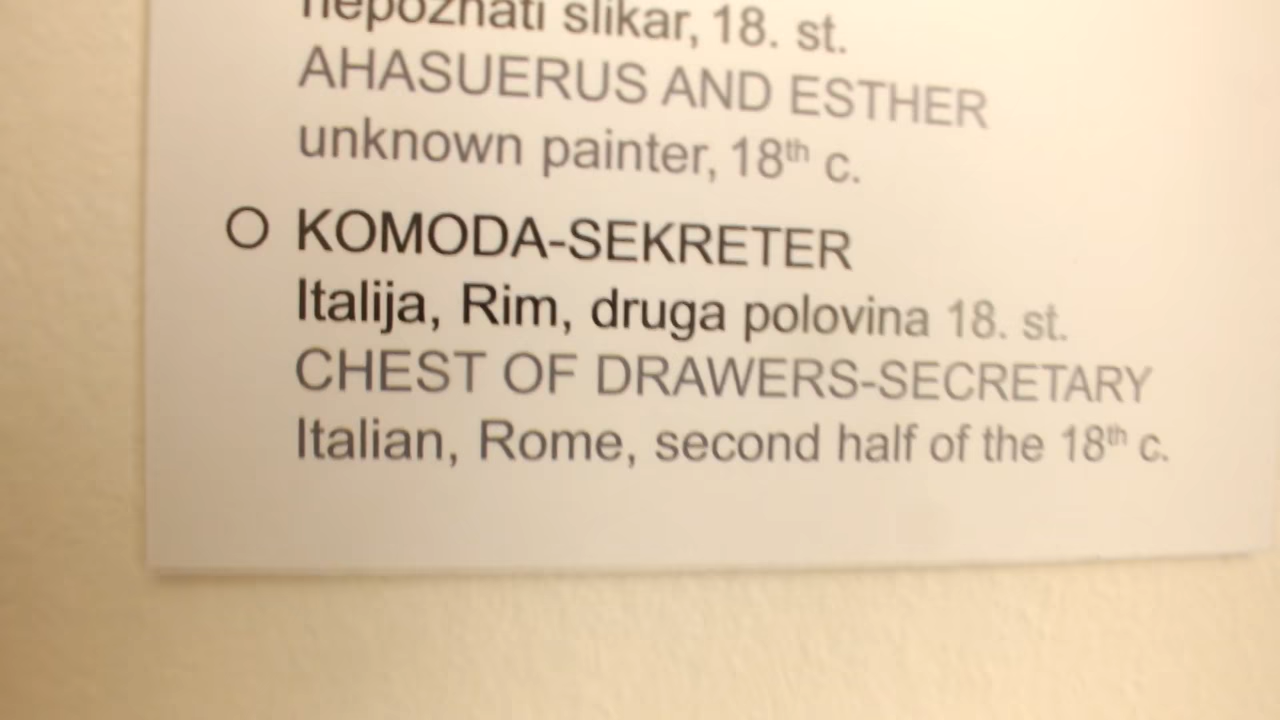 nepoznati slikar, 18. st.
AHASUERUS AND ESTHER
unknown painter, 18th c.
KOMODA-SEKRETER
Italija, Rim, druga polovina 18. st.
CHEST OF DRAWERS-SECRETARY
Italian, Rome, second half of the 18th c.